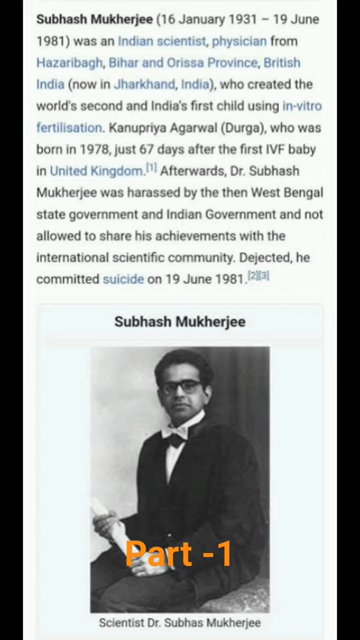 Subhash Mukherjee (16 January 1931 – 19 June
1981) was an Indian scientist, physician from
Hazaribagh, Bihar and Orissa Province, British
India (now in Jharkhand, India), who created the
world's second and India's first child using in-vitro
fertilisation. Kanupriya Agarwal (Durga), who was
born in 1978, just 67 days after the first IVF baby
in United Kingdom.[1] Afterwards, Dr. Subhash
Mukherjee was harassed by the then West Bengal
state government and Indian Government and not
allowed to share his achievements with the
international scientific community. Dejected, he
committed suicide on 19 June 1981.[2][3]
Subhash Mukherjee
Part -1
Scientist Dr. Subhas Mukherjee